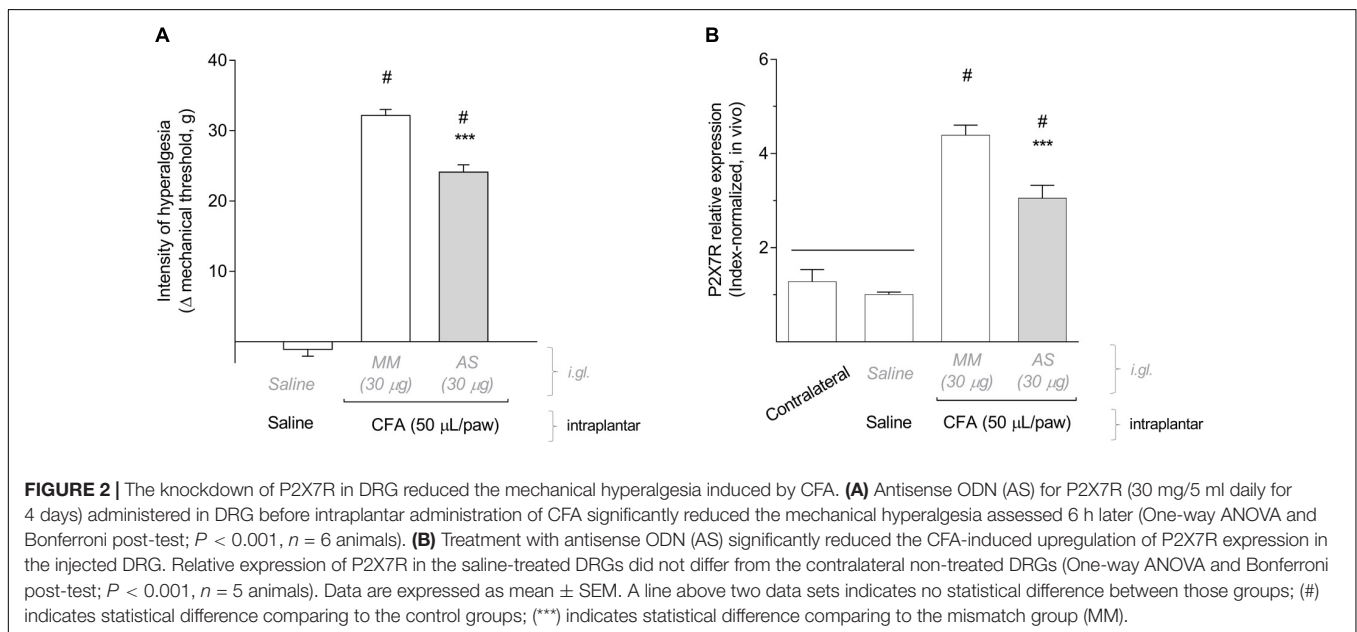 A
Intensity of hyperalgesia
(Δ mechanical threshold, g)
40
30
20
10
#
#
***
Saline
MM
(30 µg)
AS
(30 µg)
i.gl.
Saline
CFA (50 µL/paw)
intraplantar
B
P2X7R relative expression
(Index-normalized, in vivo)
6
4
2
#
#
***
Contralateral
Saline
MM
(30 µg)
AS
(30 µg)
i.gl.
Saline
CFA (50 µL/paw)
intraplantar
FIGURE 2 | The knockdown of P2X7R in DRG reduced the mechanical hyperalgesia induced by CFA. (A) Antisense ODN (AS) for P2X7R (30 mg/5 ml daily for
4 days) administered in DRG before intraplantar administration of CFA significantly reduced the mechanical hyperalgesia assessed 6 h later (One-way ANOVA and
Bonferroni post-test; P < 0.001, n = 6 animals). (B) Treatment with antisense ODN (AS) significantly reduced the CFA-induced upregulation of P2X7R expression in
the injected DRG. Relative expression of P2X7R in the saline-treated DRGs did not differ from the contralateral non-treated DRGs (One-way ANOVA and Bonferroni
post-test; P < 0.001, n = 5 animals). Data are expressed as mean ± SEM. A line above two data sets indicates no statistical difference between those groups; (#)
indicates statistical difference comparing to the control groups; (***) indicates statistical difference comparing to the mismatch group (MM).